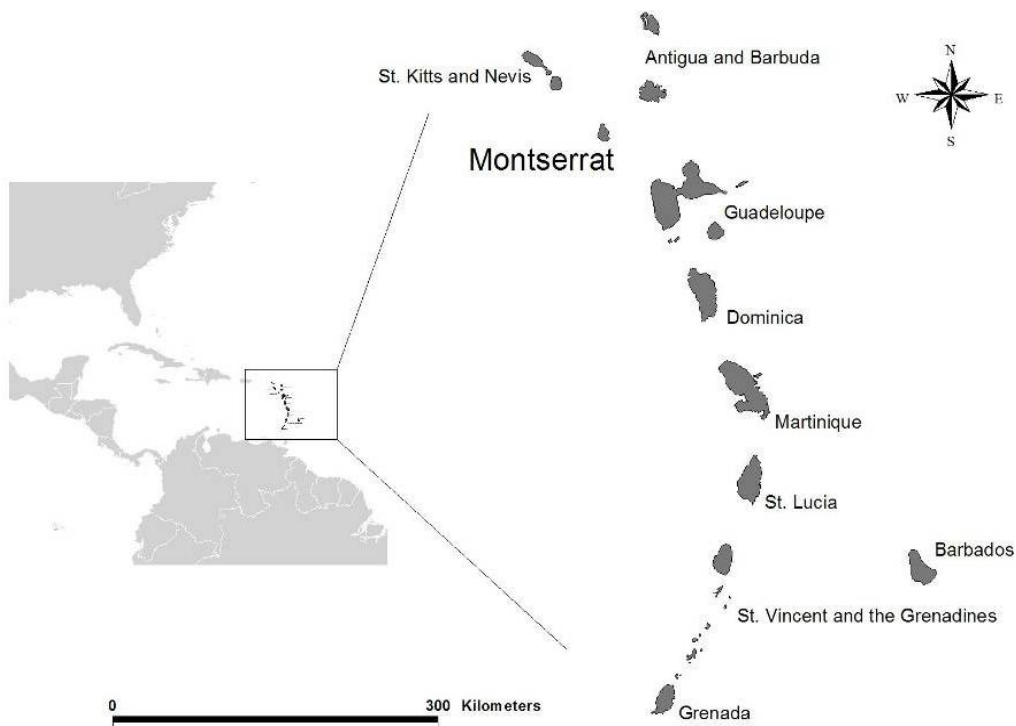 Antigua and Barbuda
St. Kitts and Nevis
N
W E
S
Montserrat
Guadeloupe
Dominica
Martinique
St. Lucia
Barbados
St. Vincent and the Grenadines
0 300 Kilometers
Grenada